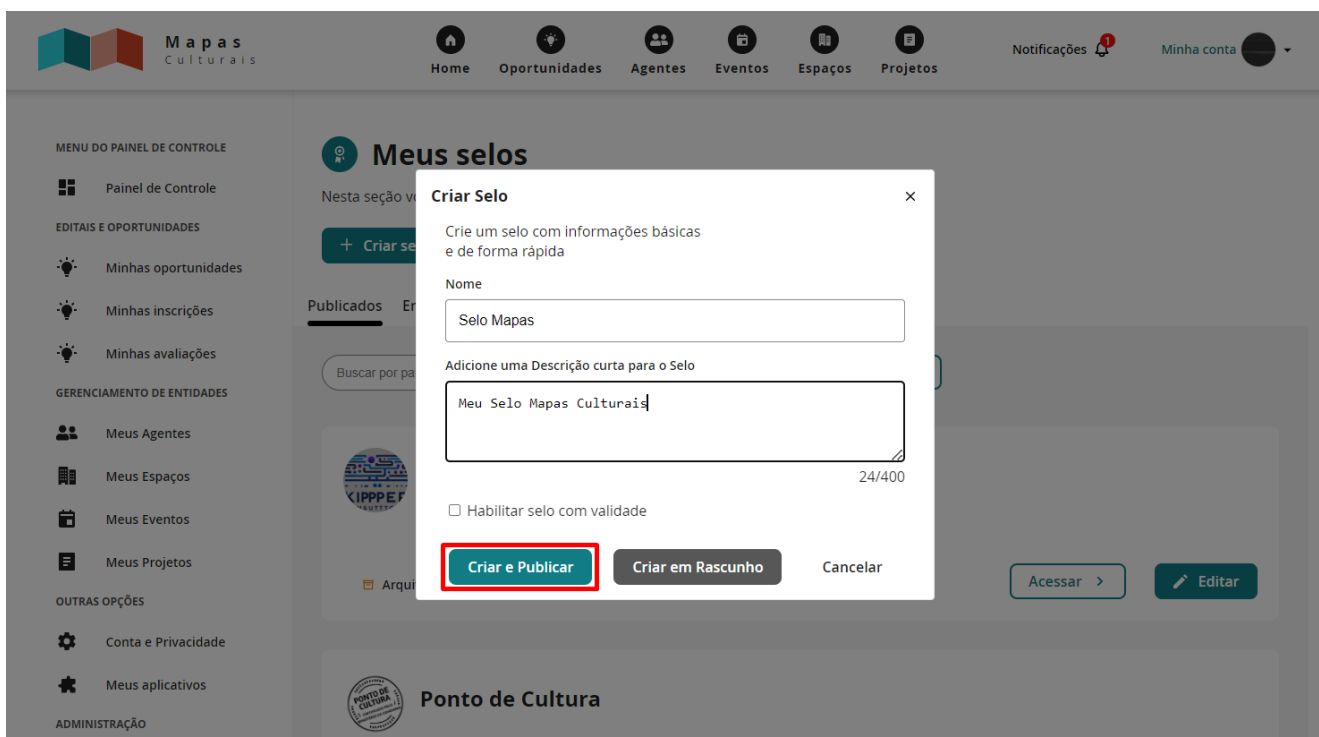 Mapas
Culturais
Home
Oportunidades
Agentes
Eventos
Espaços
Projetos
Notificações
1
Minha conta
MENU DO PAINEL DE CONTROLE
Painel de Controle
EDITAIS E OPORTUNIDADES
Minhas oportunidades
Minhas inscrições
Minhas avaliações
GERENCIAMENTO DE ENTIDADES
Meus Agentes
Meus Espaços
Meus Eventos
Meus Projetos
OUTRAS OPÇÕES
Conta e Privacidade
Meus aplicativos
ADMINISTRAÇÃO
Meus selos
Nesta seção
+ Criar
Publicados
Buscar por
Criar Selo
×
Crie um selo com informações básicas
e de forma rápida
Nome
Selo Mapas
Adicione uma Descrição curta para o Selo
Meu Selo Mapas Culturais
24/400
Habilitar selo com validade
Criar e Publicar
Criar em Rascunho
Cancelar
Acessar >
Editar
PONTO DE
CULTURA
Ponto de Cultura